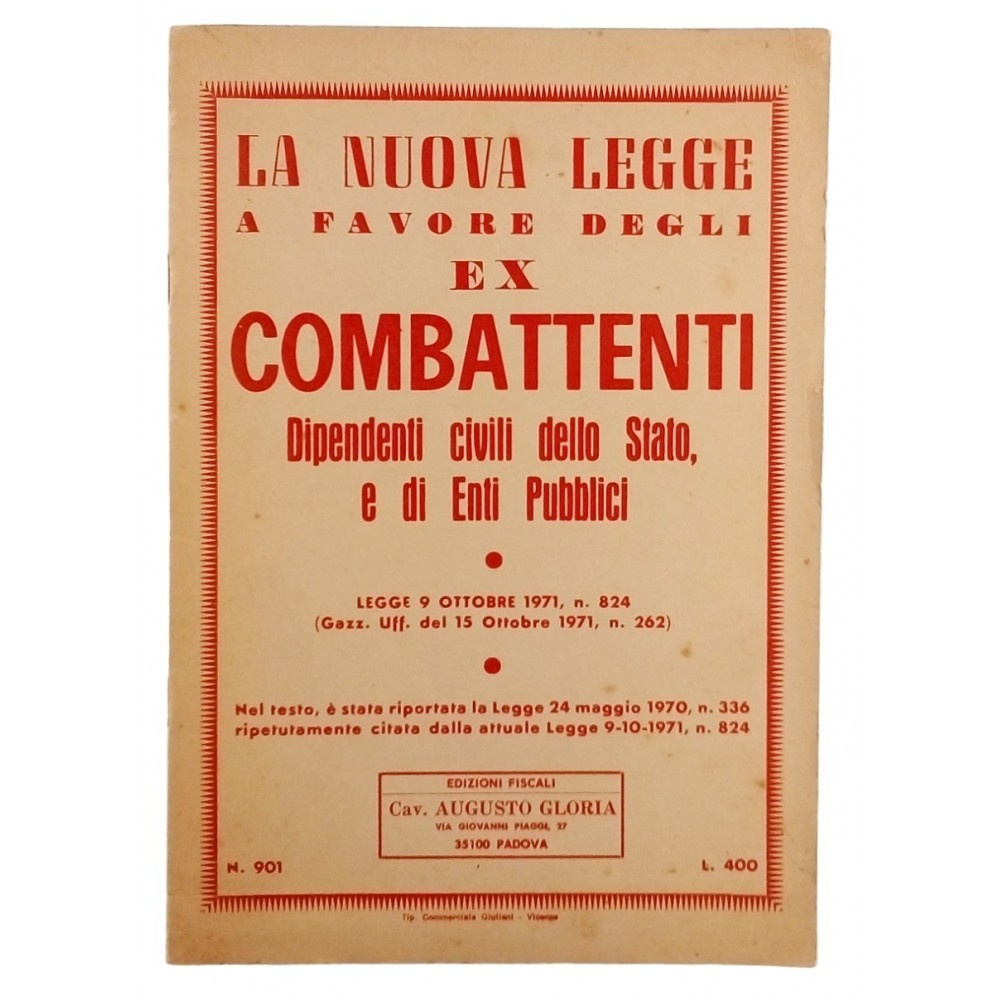 LA NUOVA LEGGE
A FAVORE DEGLI
EX
COMBATTENTI
Dipendenti civili dello Stato,
e di Enti Pubblici
LEGGE 9 OTTOBRE 1971, n. 824
(Gazz. Uff. del 15 Ottobre 1971, n. 262)
Nel testo, è stata riportata la Legge 24 maggio 1970, n. 336
ripetutamente citata dalla attuale Legge 9-10-1971, n. 824
EDIZIONI FISCALI
Cav. AUGUSTO GLORIA
VIA GIOVANNI PIAGGI, 27
35100 PADOVA
N. 901
L. 400
Tip. Commerciale Giuliani - Vicenza